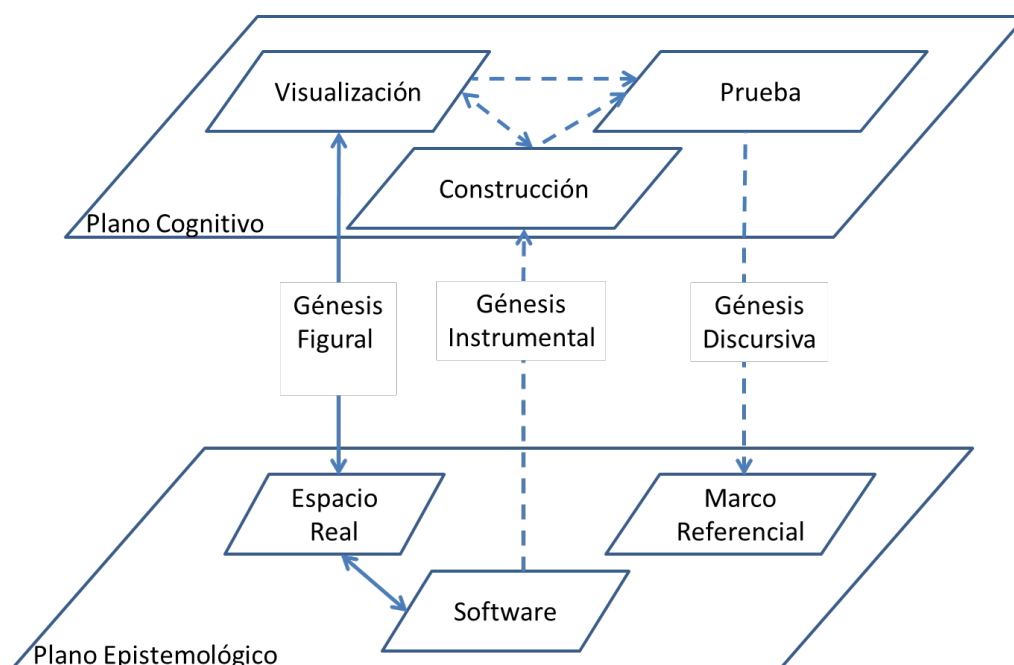 Visualización
Prueba
Construcción
Plano Cognitivo
Génesis
Figural
Génesis
Instrumental
Génesis
Discursiva
Espacio
Real
Marco
Referencial
Software
Plano Epistemológico